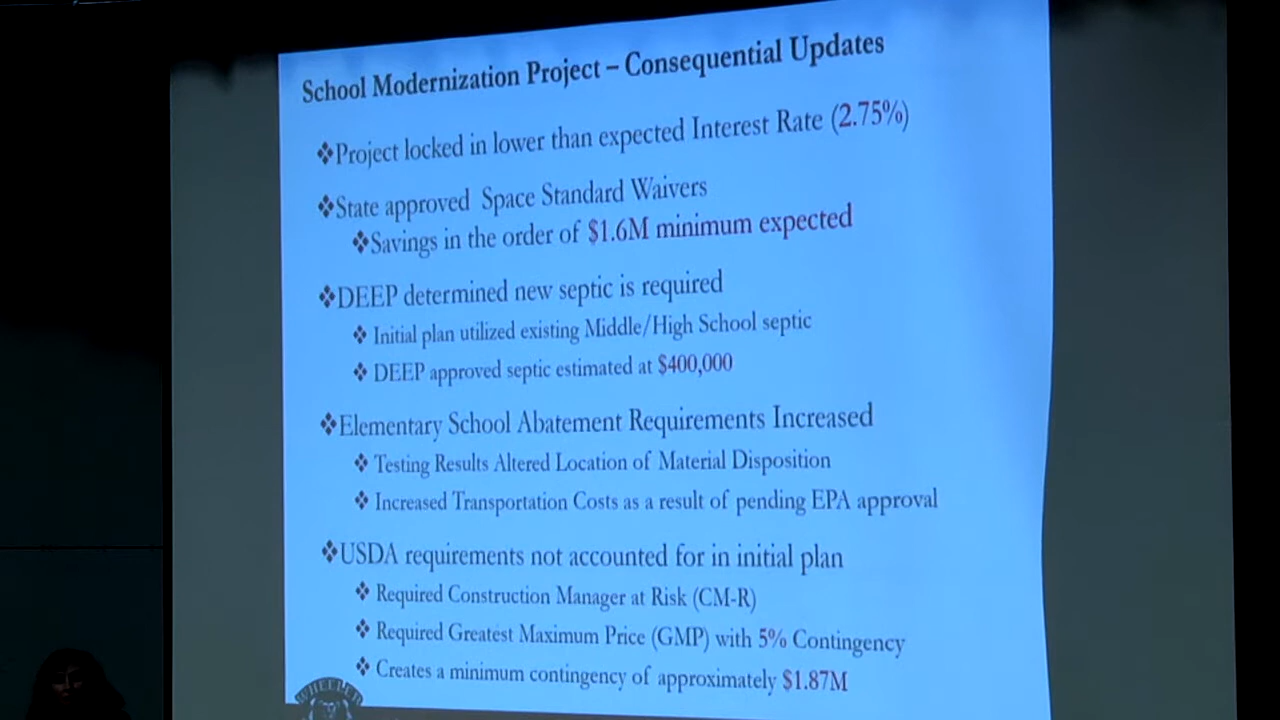 School Modernization Project – Consequential Updates
❖Project locked in lower than expected Interest Rate (2.75%)
❖State approved Space Standard Waivers
❖Savings in the order of $1.6M minimum expected
❖DEEP determined new septic is required
❖ Initial plan utilized existing Middle/High School septic
❖ DEEP approved septic estimated at $400,000
❖Elementary School Abatement Requirements Increased
❖ Testing Results Altered Location of Material Disposition
❖ Increased Transportation Costs as a result of pending EPA approval
❖USDA requirements not accounted for in initial plan
❖ Required Construction Manager at Risk (CM-R)
❖ Required Greatest Maximum Price (GMP) with 5% Contingency
❖ Creates a minimum contingency of approximately $1.87M